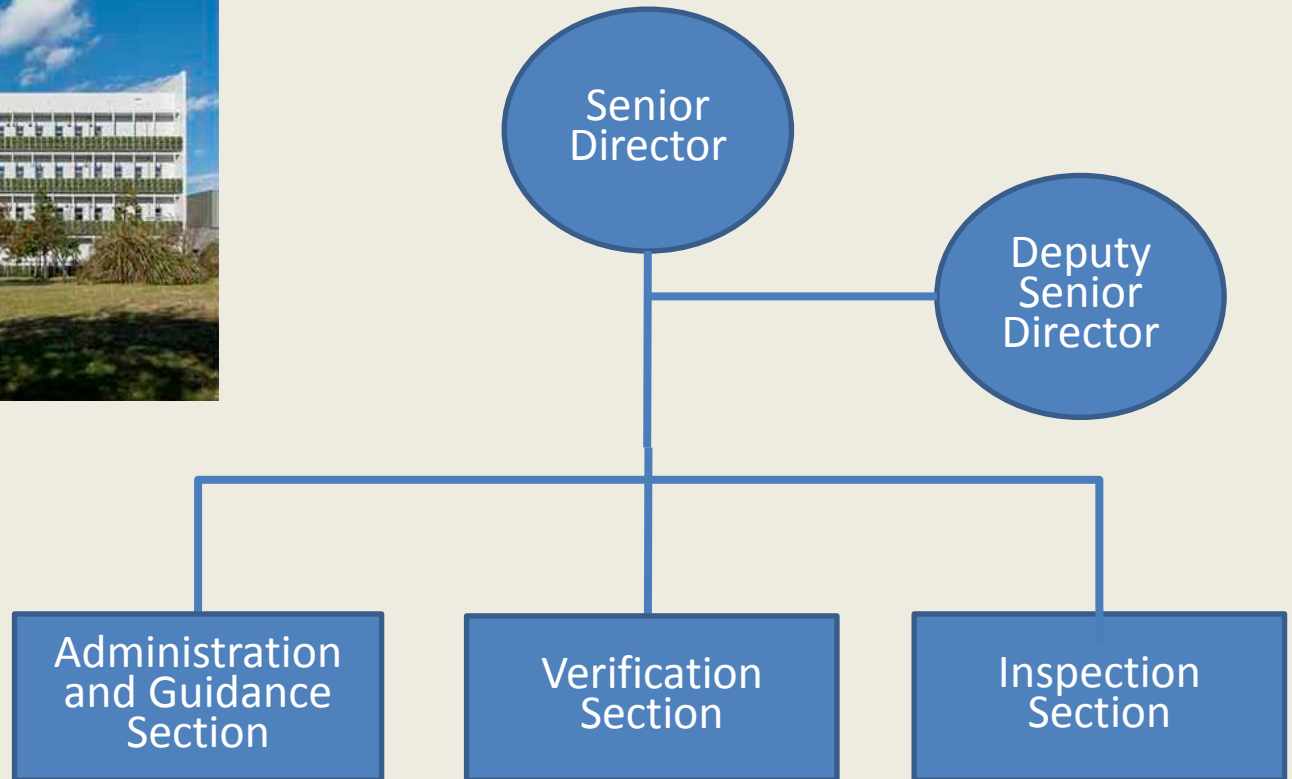 Senior
Director
Deputy
Senior
Director
Administration
and Guidance
Section
Verification
Section
Inspection
Section